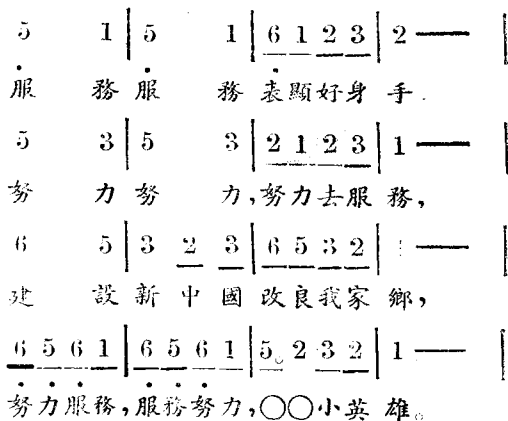 5 1 | 5 1 | 6 1 2 3 | 2 — |
服 務 服 務 表顯好身 手.
5 3 | 5 3 | 2 1 2 3 | 1 — |
努 力 努 力,努力去服 務,
6 5 | 3 2 3 | 6 5 3 2 | 1 — |
建 設 新 中 國 改良我家 鄉,
6 5 6 1 | 6 5 6 1 | 5。 2 3 2 | 1 — |
努力服務,服務努力,〇〇小英 雄。